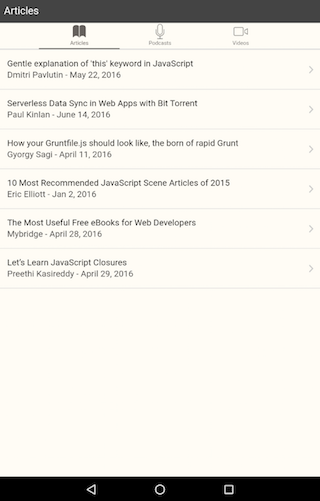 Articles
Articles
Podcasts
Videos
Gentle explanation of 'this' keyword in JavaScript
Dmitri Pavlutin - May 22, 2016
Serverless Data Sync in Web Apps with Bit Torrent
Paul Kinlan - June 14, 2016
How your Gruntfile.js should look like, the born of rapid Grunt
Gyorgy Sagi - April 11, 2016
10 Most Recommended JavaScript Scene Articles of 2015
Eric Elliott - Jan 2, 2016
The Most Useful Free eBooks for Web Developers
Mybridge - April 28, 2016
Let's Learn JavaScript Closures
Preethi Kasireddy - April 29, 2016